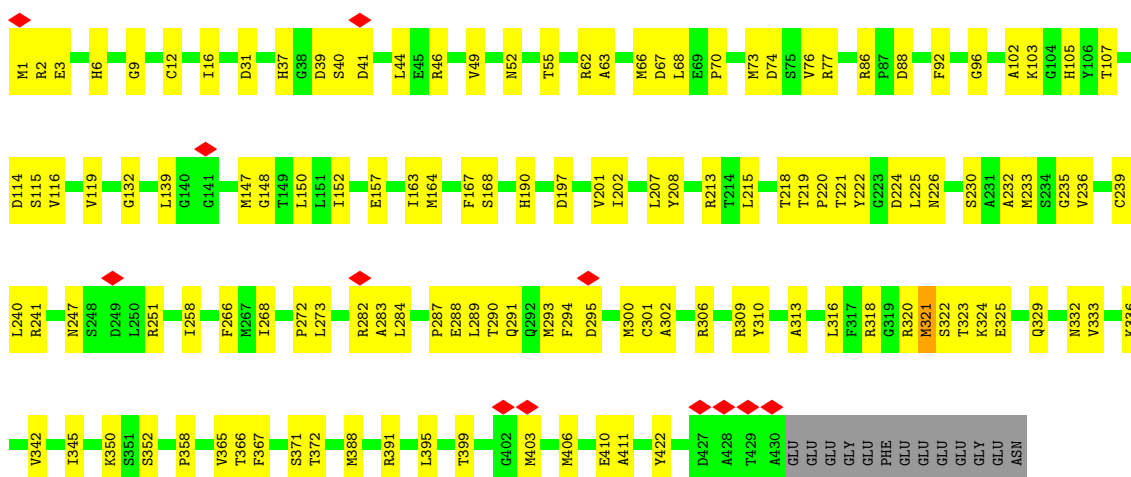 M1 R2 E3 H6 G9 C12 I16 D31 H37 G38 D39 S40 D41 L44 E45 R46 V49 N52 T55 R62 A63 M66 D67 L68 E69 P70 M73 D74 S75 V76 R77 R86 P87 D88 F92 G96 A102 K103 G104 H105 Y106 T107
D114 S115 V116 V119 G132 L139 G140 G141 M147 G148 T149 L150 L151 I152 E157 I163 M164 F167 S168 H190 D197 V201 I202 L207 Y208 R213 T214 L215 T218 T219 P220 T221 Y222 G223 D224 L225 N226 S230 A231 A232 M233 S234 G235 V236 C239
L240 R241 N247 S248 D249 L250 R251 I258 F266 M267 I268 P272 L273 R282 A283 L284 P287 E288 L289 T290 Q291 Q292 M293 F294 D295 M300 C301 A302 R306 R309 Y310 A313 L316 F317 R318 G319 R320 M321 S322 T323 K324 E325 Q329 N332 V333 K336
V342 I345 K350 S351 S352 P358 V365 T366 F367 S371 T372 M388 R391 L395 T399 G402 M403 M406 E410 A411 Y422 D427 A428 T429 A430 GLU GLU GLU GLY GLU PHE GLU GLU GLU GLU GLY GLU ASN